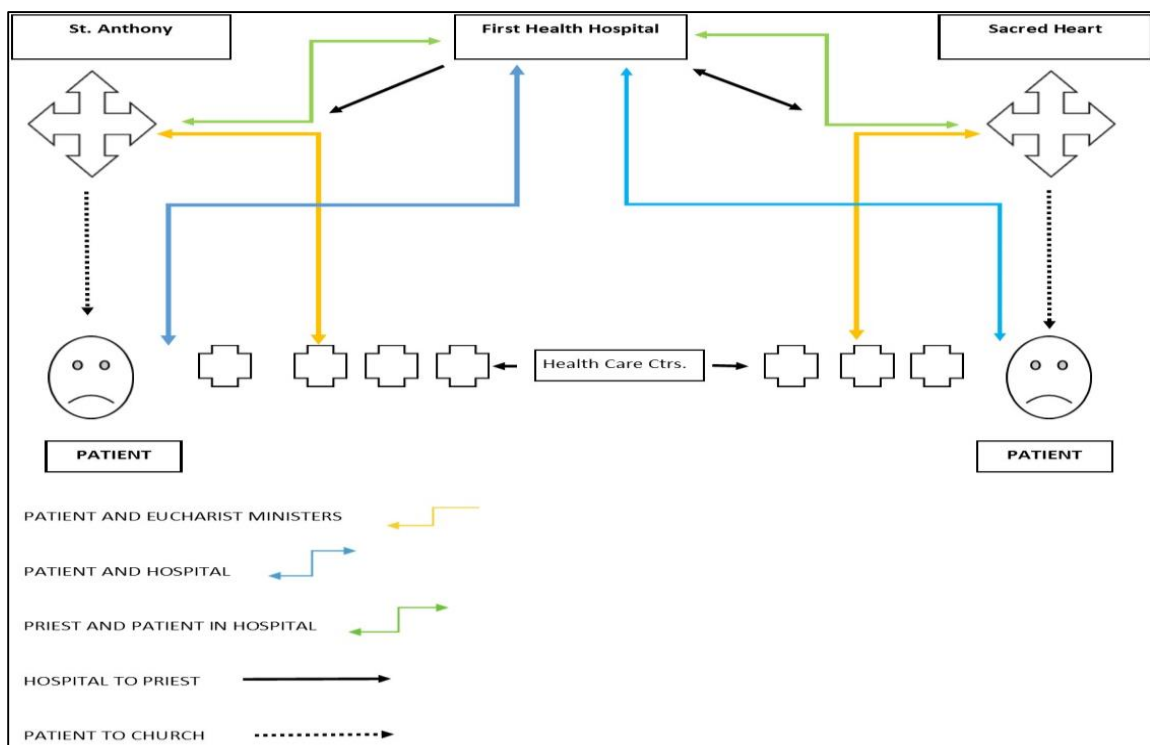 St. Anthony
First Health Hospital
Sacred Heart
Health Care Ctrs.
PATIENT
PATIENT
PATIENT AND EUCHARIST MINISTERS
PATIENT AND HOSPITAL
PRIEST AND PATIENT IN HOSPITAL
HOSPITAL TO PRIEST
PATIENT TO CHURCH